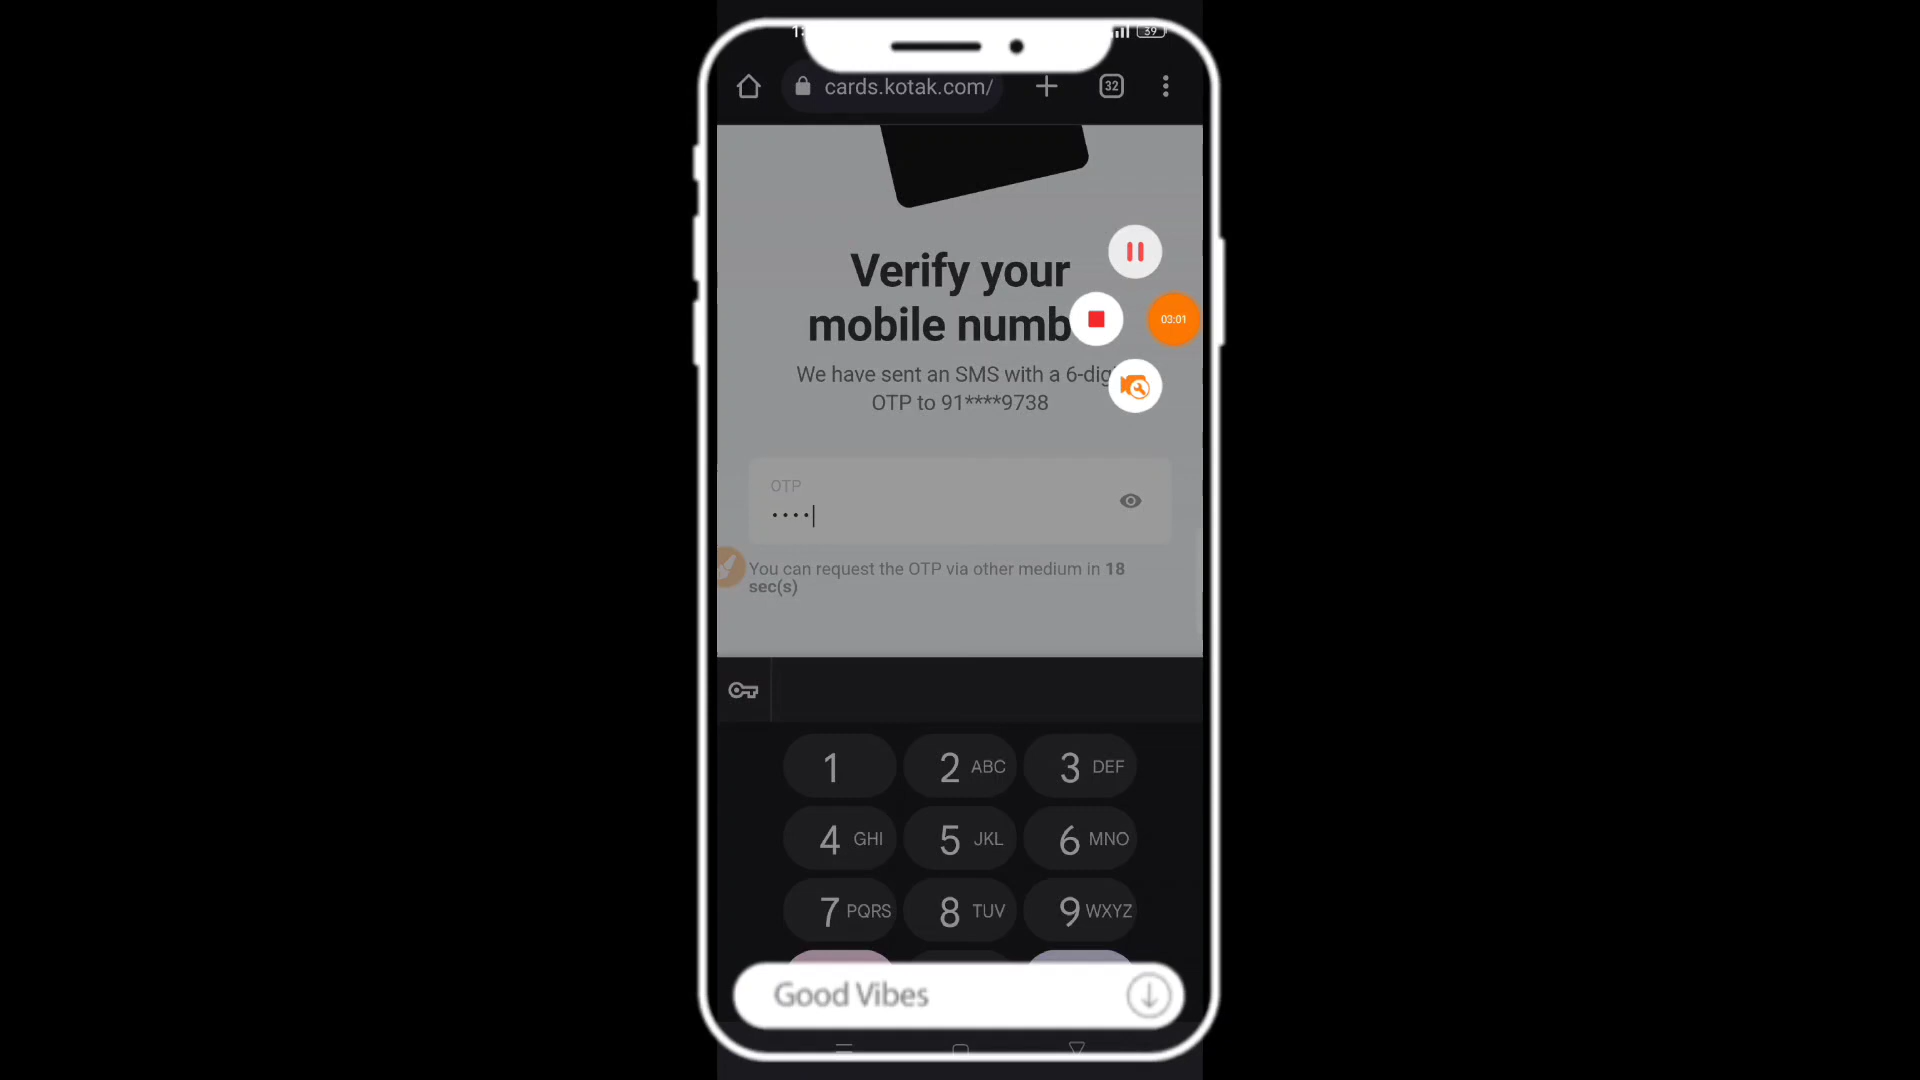 39
cards.kotak.com/
32
Verify your
mobile numb
03:01
We have sent an SMS with a 6-dig
OTP to 91****9738
OTP
••••
You can request the OTP via other medium in 18
sec(s)
1
2 ABC
3 DEF
4 GHI
5 JKL
6 MNO
7 PQRS
8 TUV
9 WXYZ
Good Vibes